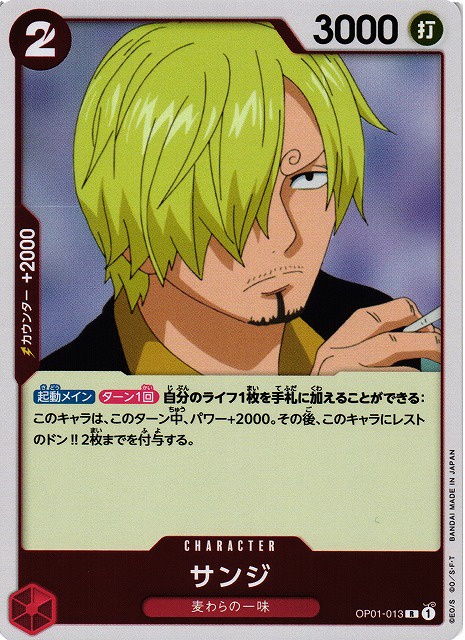 2
3000
打
カウンター +2000
起動メイン ターン1回 自分のライフ1枚を手札に加えることができる:
このキャラは、このターン中、パワー+2000。その後、このキャラにレスト
のドン!!2枚までを付与する。
CHARACTER
サンジ
麦わらの一味
OP01-013 R 1
©E.O/S ©O/S・F・T BANDAI MADE IN JAPAN